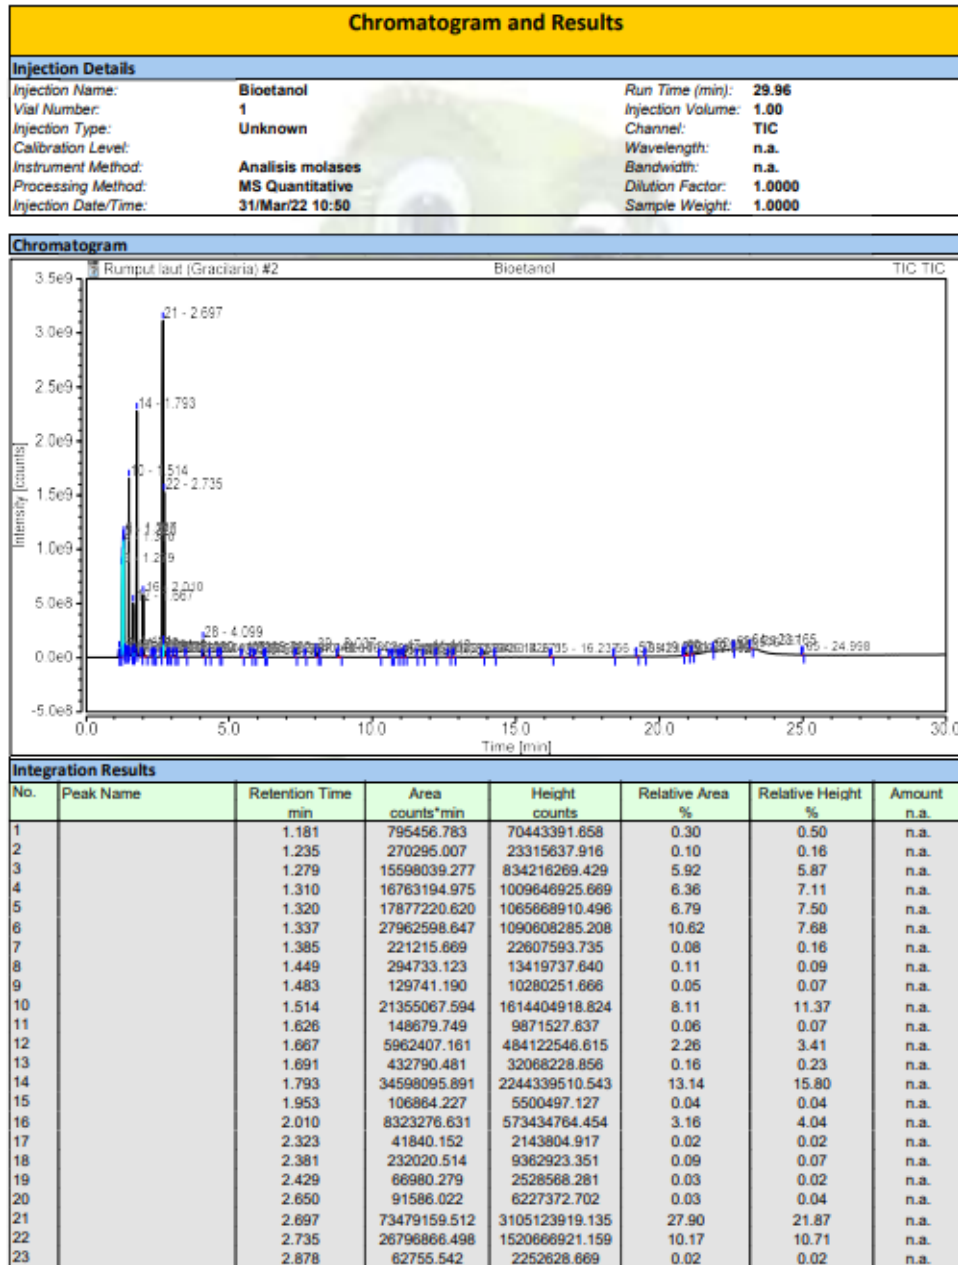 Chromatogram and Results
Injection Details
Injection Name: Bioetanol Run Time (min): 29.96
Vial Number: 1 Injection Volume: 1.00
Injection Type: Unknown Channel: TIC
Calibration Level: Wavelength: n.a.
Instrument Method: Analisis molases Bandwidth: n.a.
Processing Method: MS Quantitative Dilution Factor: 1.0000
Injection Date/Time: 31/Mar/22 10:50 Sample Weight: 1.0000
Chromatogram
Rumput laut (Gracilaria) #2 Bioetanol TIC TIC
3.5e9
21 - 2.697
3.0e9
2.5e9
14 - 1.793
2.0e9
10 - 1.514
22 - 2.735
1.5e9
1.0e9
16 - 2.010
5.0e8
28 - 4.099
0.0e0
65 - 24.998
-5.0e8
Intensity [counts]
0.0 5.0 10.0 15.0 20.0 25.0 30.0
Time [min]
Integration Results
No. Peak Name Retention Time Area Height Relative Area Relative Height Amount
min counts*min counts % % n.a.
1 1.181 795456.783 70443391.658 0.30 0.50 n.a.
2 1.235 270295.007 23315637.916 0.10 0.16 n.a.
3 1.279 15598039.277 834216269.429 5.92 5.87 n.a.
4 1.310 16763194.975 1009646925.669 6.36 7.11 n.a.
5 1.320 17877220.620 1065668910.496 6.79 7.50 n.a.
6 1.337 27962598.647 1090608285.208 10.62 7.68 n.a.
7 1.385 221215.669 22607593.735 0.08 0.16 n.a.
8 1.449 294733.123 13419737.640 0.11 0.09 n.a.
9 1.483 129741.190 10280251.666 0.05 0.07 n.a.
10 1.514 21355067.594 1614404918.824 8.11 11.37 n.a.
11 1.626 148679.749 9871527.637 0.06 0.07 n.a.
12 1.667 5962407.161 484122546.615 2.26 3.41 n.a.
13 1.691 432790.481 32068228.856 0.16 0.23 n.a.
14 1.793 34598095.891 2244339510.543 13.14 15.80 n.a.
15 1.953 106864.227 5500497.127 0.04 0.04 n.a.
16 2.010 8323276.631 573434764.454 3.16 4.04 n.a.
17 2.323 41840.152 2143804.917 0.02 0.02 n.a.
18 2.381 232020.514 9362923.351 0.09 0.07 n.a.
19 2.429 66980.279 2528568.281 0.03 0.02 n.a.
20 2.650 91586.022 6227372.702 0.03 0.04 n.a.
21 2.697 73479159.512 3105123919.135 27.90 21.87 n.a.
22 2.735 26796866.498 1520666921.159 10.17 10.71 n.a.
23 2.878 62755.542 2252628.669 0.02 0.02 n.a.